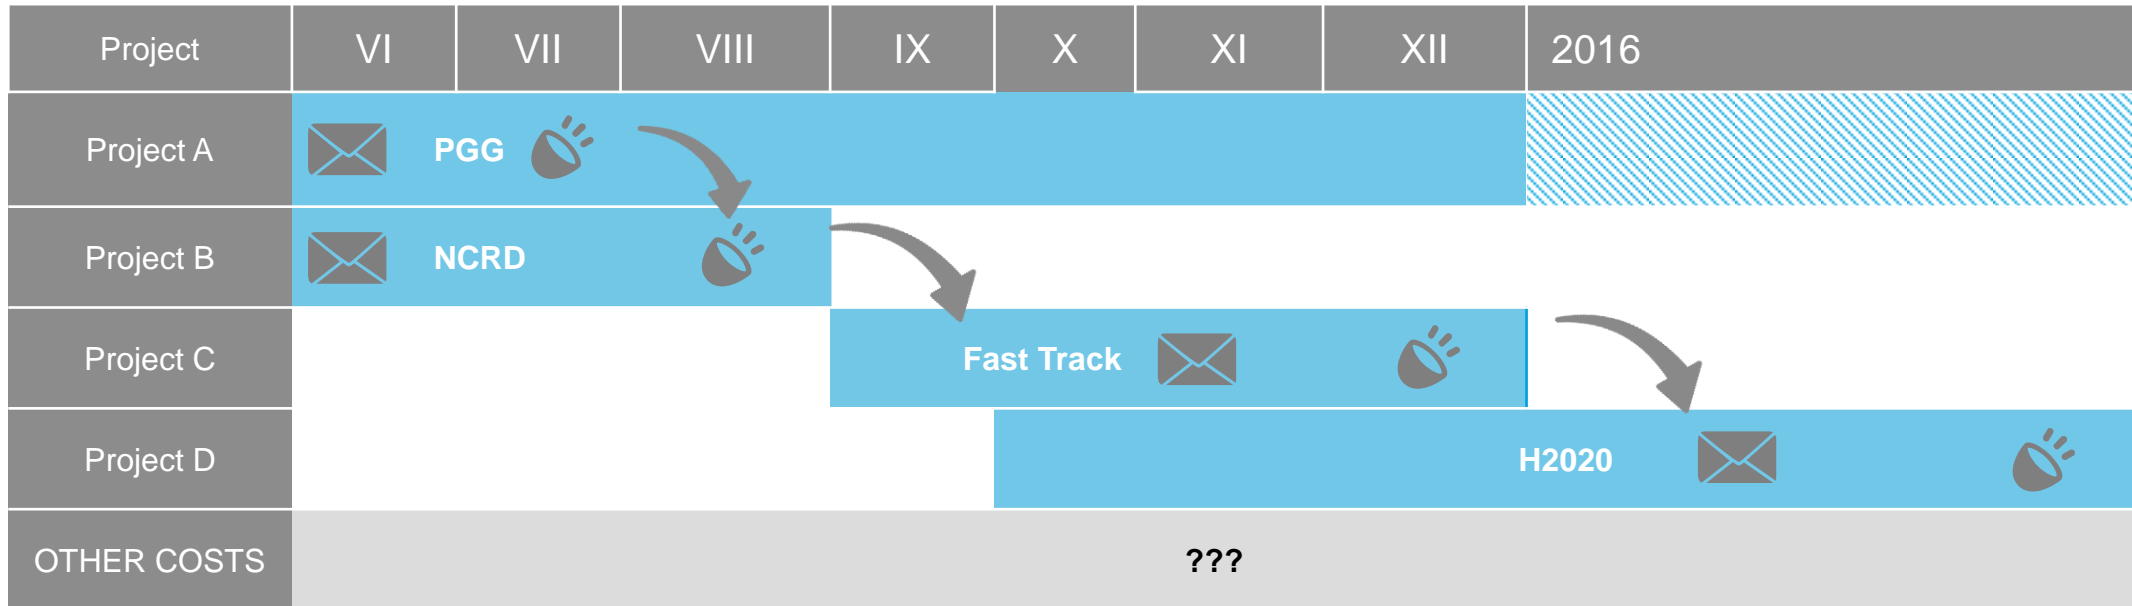 Project VI VII VIII IX X XI XII 2016
Project A PGG
Project B NCRD
Project C Fast Track
Project D H2020
OTHER COSTS ???